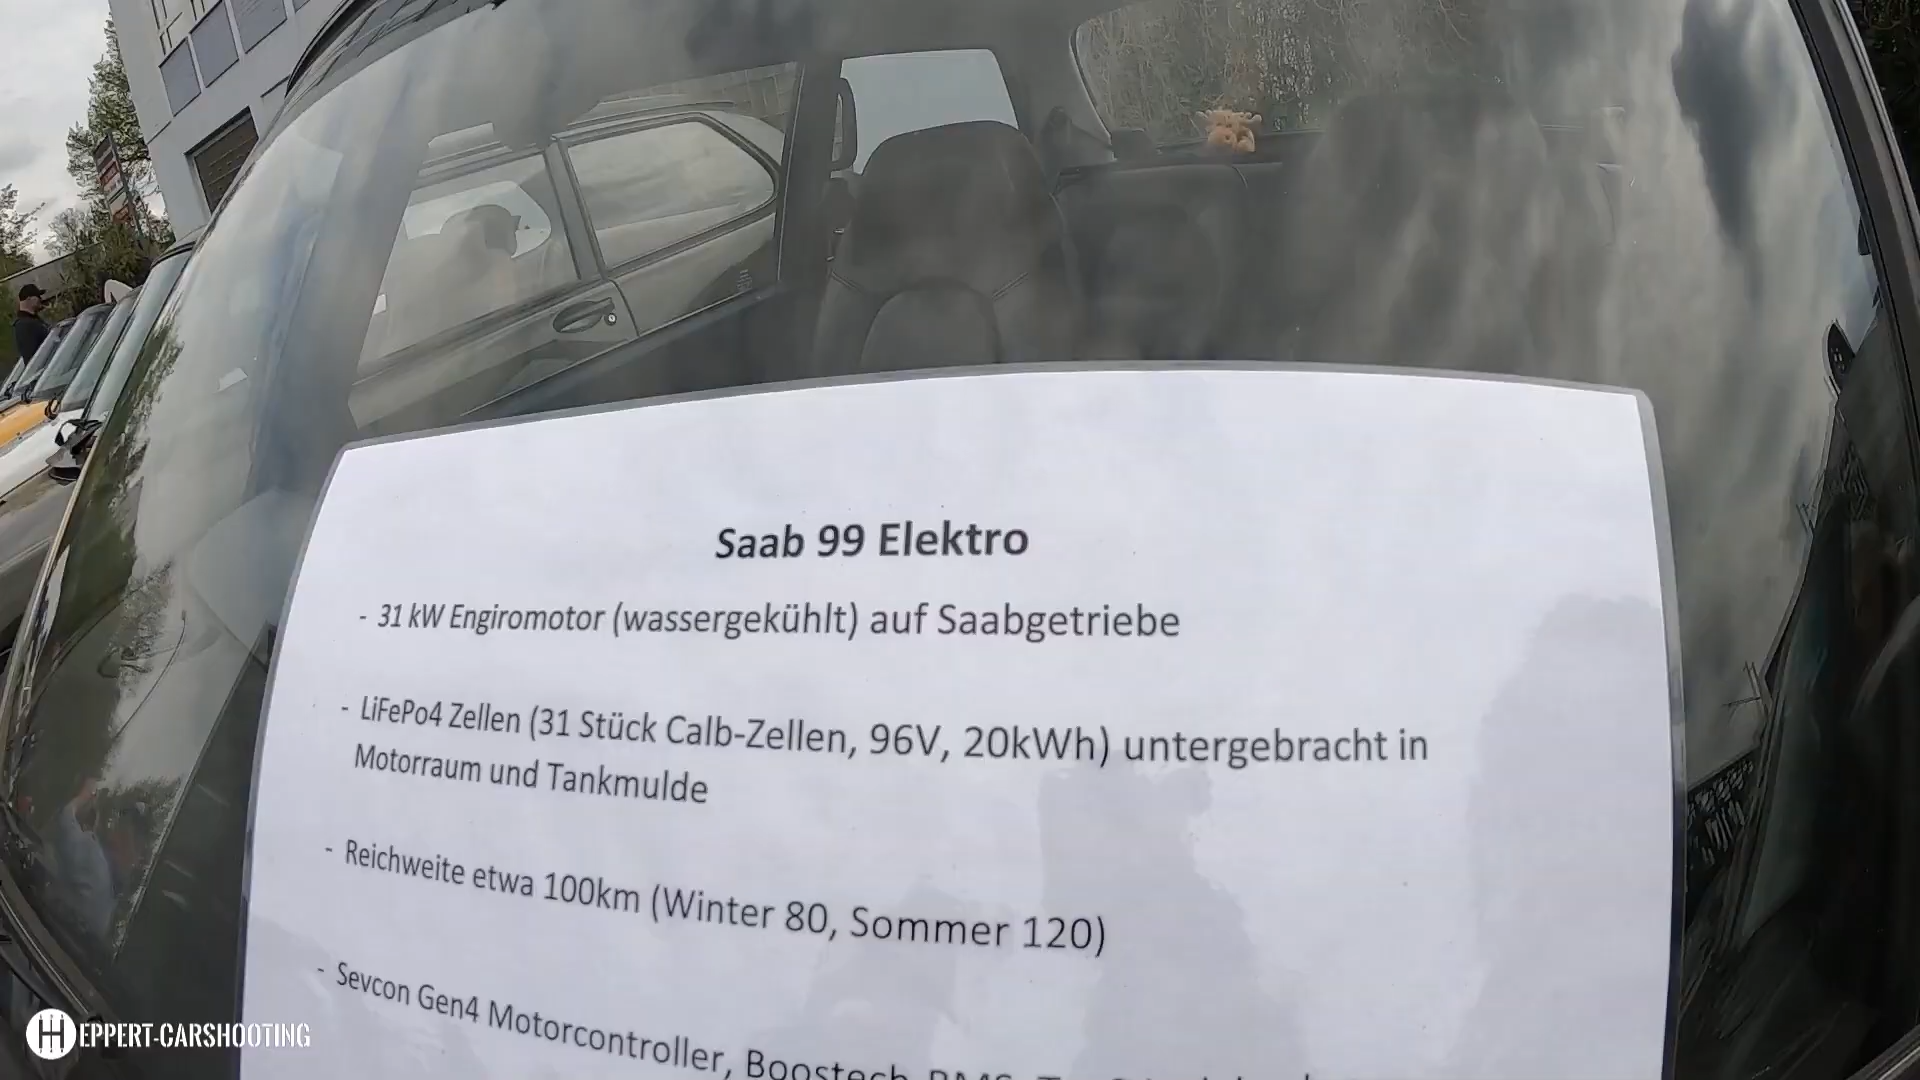 Saab 99 Elektro
- 31 kW Engiromotor (wassergekühlt) auf Saabgetriebe
- LiFePo4 Zellen (31 Stück Calb-Zellen, 96V, 20kWh) untergebracht in
Motorraum und Tankmulde
- Reichweite etwa 100km (Winter 80, Sommer 120)
- Sevcon Gen4 Motorcontroller, Boostech
HEPPERT-CARSHOOTING